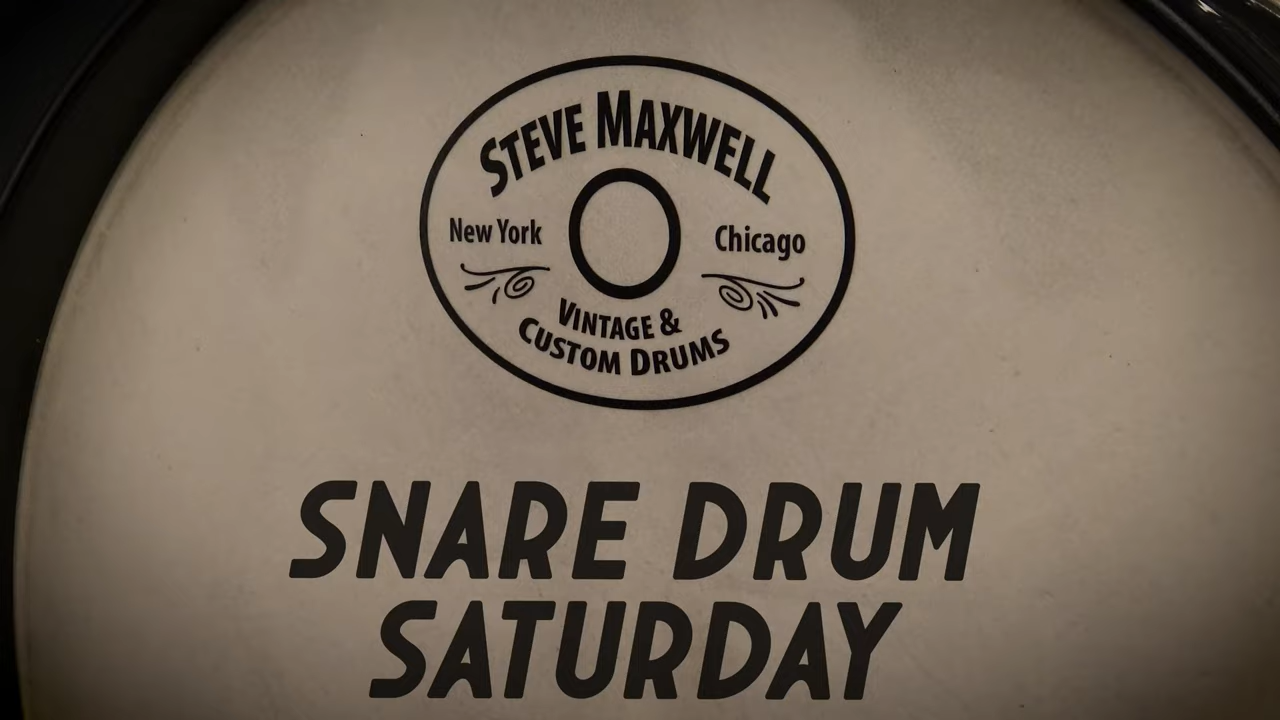 STEVE MAXWELL
New York
Chicago
VINTAGE &
CUSTOM DRUMS
SNARE DRUM
SATURDAY